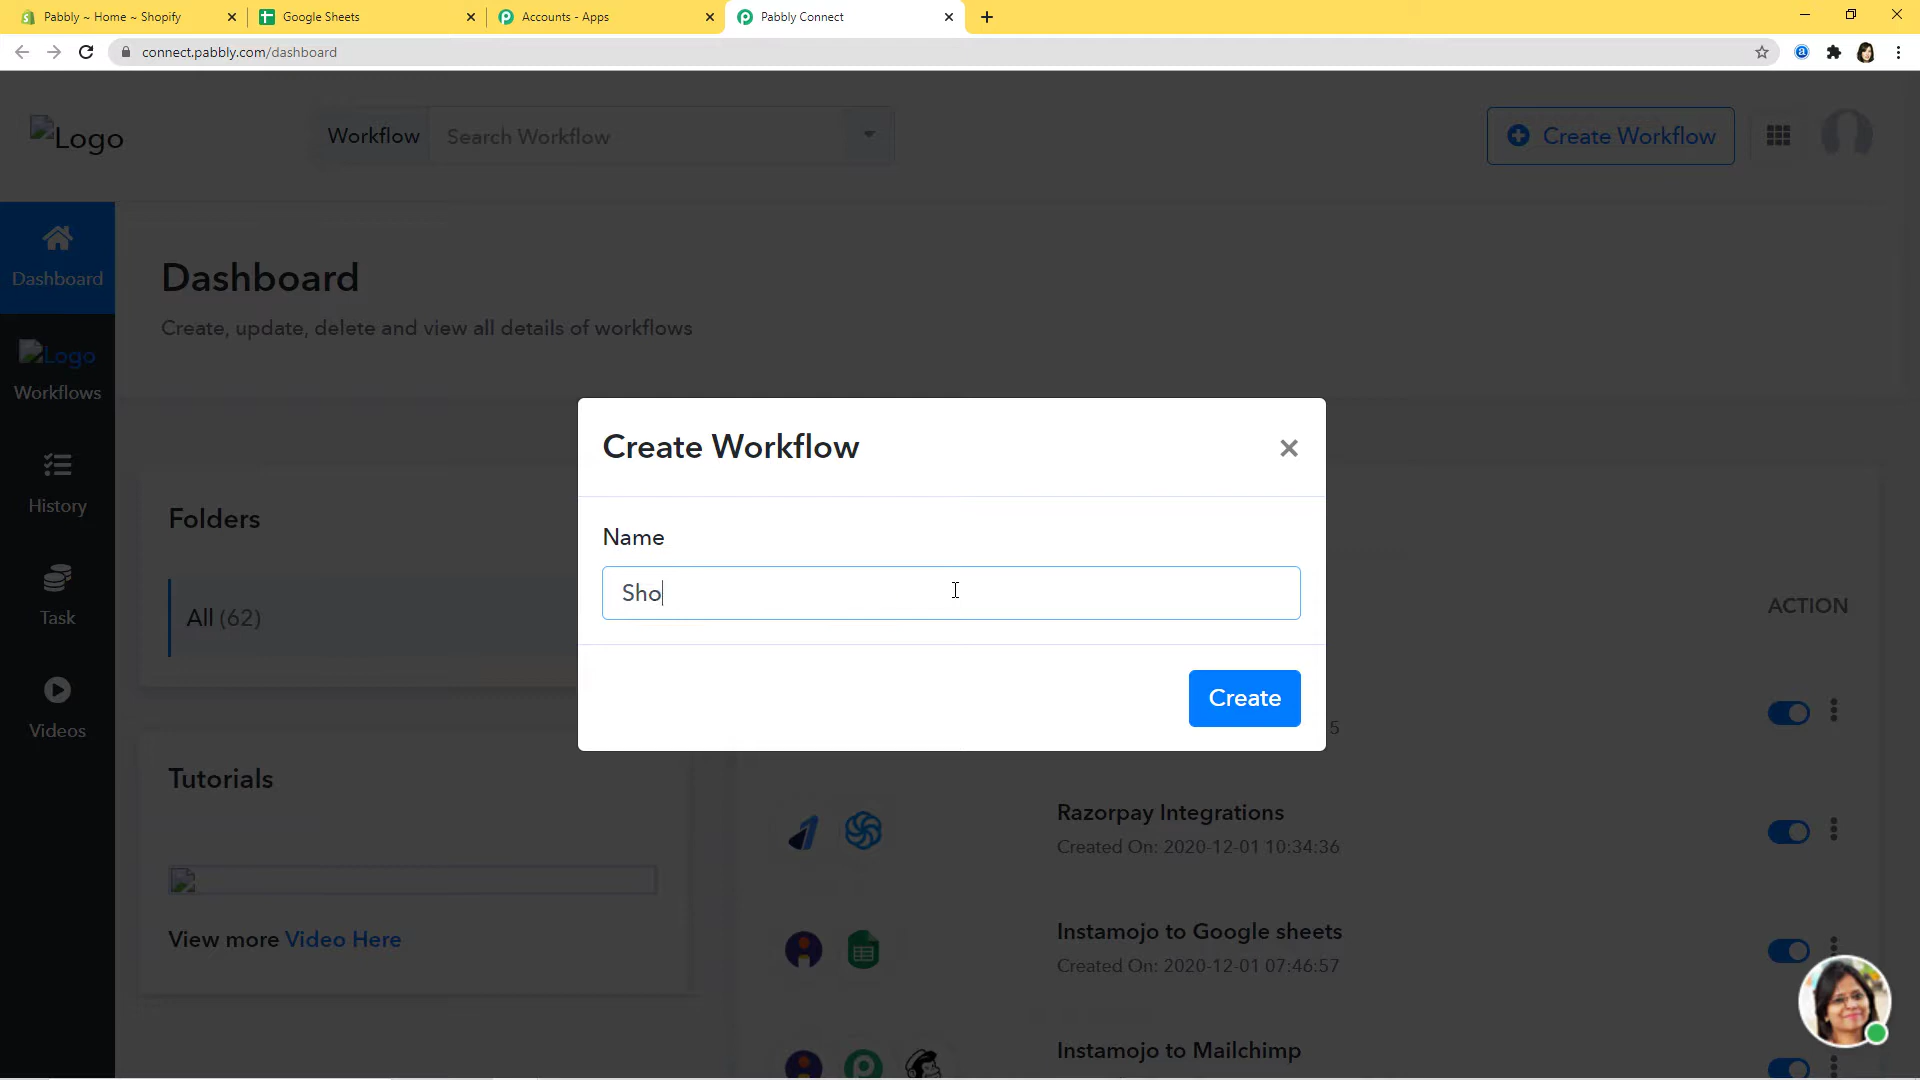 Pabbly ~ Home ~ Shopify
Google Sheets
Accounts - Apps
Pabbly Connect
connect.pabbly.com/dashboard
Logo
Workflow
Search Workflow
Create Workflow
Dashboard
Logo
Workflows
History
Task
Videos
Dashboard
Create, update, delete and view all details of workflows
Folders
All (62)
Tutorials
View more Video Here
Create Workflow
Name
Sho
Create
ACTION
5
Razorpay Integrations
Created On: 2020-12-01 10:34:36
Instamojo to Google sheets
Created On: 2020-12-01 07:46:57
Instamojo to Mailchimp